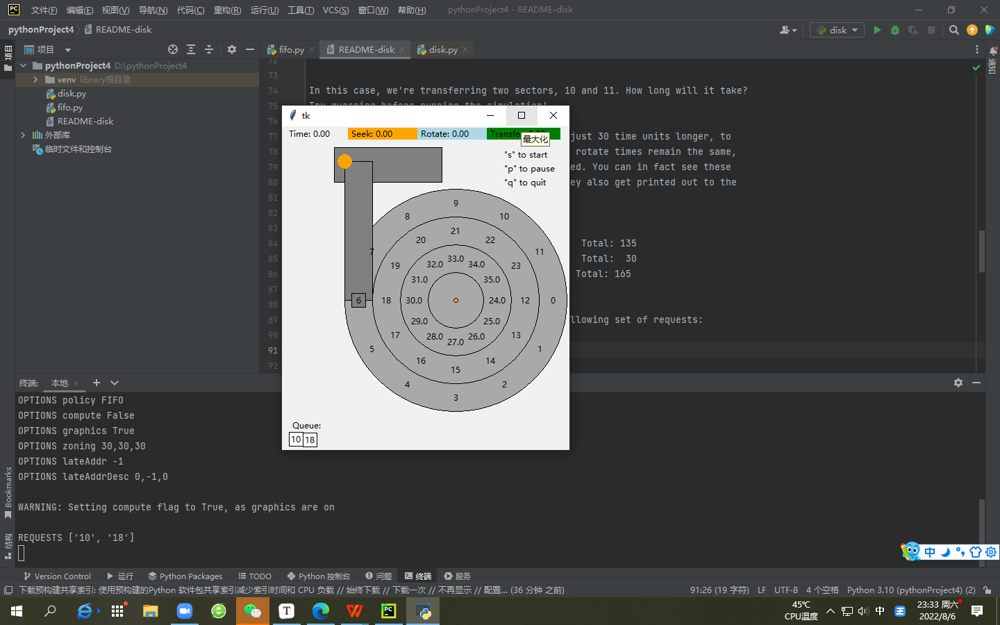 文件(F) 编辑(E) 视图(V) 导航(N) 代码(C) 重构(R) 运行(U) 工具(T) VCS(S) 窗口(W) 帮助(H) pythonProject4 - README-disk
pythonProject4 README-disk disk
项目 fifo.py README-disk disk.py
项目
通知
pythonProject4 D:\pythonProject4
venv library根目录
disk.py
fifo.py
README-disk
外部库
临时文件和控制台
72
73
74 In this case, we're transferring two sectors, 10 and 11. How long will it take?
75 Try guessing before running the simulation!
76
77 just 30 time units longer, to
78 rotate times remain the same,
79 ed. You can in fact see these
80 ey also get printed out to the
81
82
83
84 Total: 135
85 Total: 30
86 Total: 165
87
88
89 llowing set of requests:
90
91
92
tk
Time: 0.00 Seek: 0.00 Rotate: 0.00
最大化
"s" to start
"p" to pause
"q" to quit
9
8 10
21
20 22
7 11
33.0
32.0 34.0
19 23
31.0 35.0
6 18 30.0 24.0 12 0
29.0 25.0
17 13
28.0 26.0
27.0
5 1
16 14
15
4 2
3
Queue:
10 18
终端: 本地
OPTIONS policy FIFO
OPTIONS compute False
OPTIONS graphics True
OPTIONS zoning 30,30,30
OPTIONS lateAddr -1
OPTIONS lateAddrDesc 0,-1,0
WARNING: Setting compute flag to True, as graphics are on
REQUESTS ['10', '18']
Bookmarks
结构
中
Version Control 运行 Python Packages TODO Python 控制台 问题 终端 服务
下载预构建共享索引: 使用预构建的Python 软件包共享索引减少索引时间和 CPU 负载 // 始终下载 // 下载一次 // 不再显示 // 配置... (36 分钟 之前) 91:26 (19 字符) LF UTF-8 4 个空格 Python 3.10 (pythonProject4) (2)
45℃
CPU温度
中
23:33 周六
2022/8/6